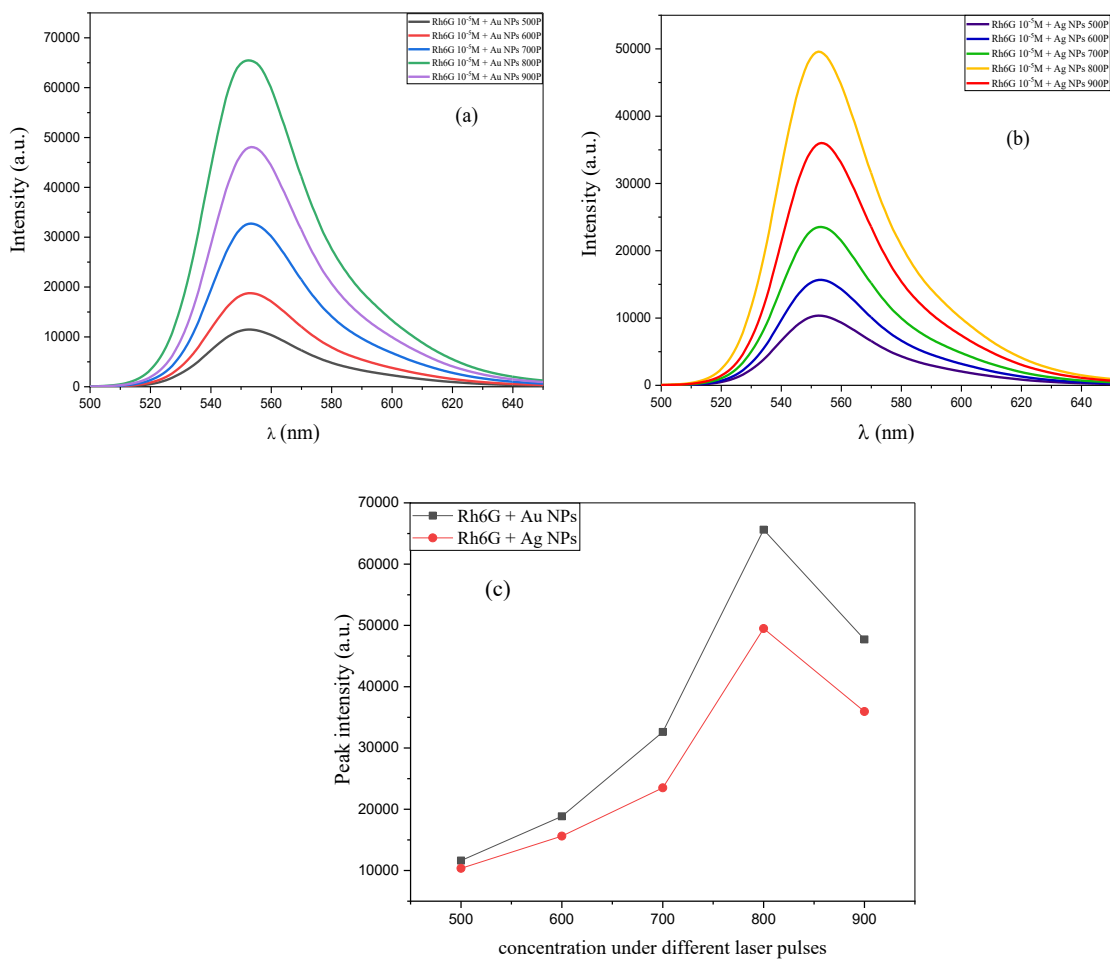 Rh6G 10⁻⁵M + Au NPs 500P
Rh6G 10⁻⁵M + Au NPs 600P
Rh6G 10⁻⁵M + Au NPs 700P
Rh6G 10⁻⁵M + Au NPs 800P
Rh6G 10⁻⁵M + Au NPs 900P
(a)
70000
60000
50000
40000
30000
20000
10000
0
Intensity (a.u.)
500 520 540 560 580 600 620 640
λ (nm)
Rh6G 10⁻⁵M + Ag NPs 500P
Rh6G 10⁻⁵M + Ag NPs 600P
Rh6G 10⁻⁵M + Ag NPs 700P
Rh6G 10⁻⁵M + Ag NPs 800P
Rh6G 10⁻⁵M + Ag NPs 900P
(b)
50000
40000
30000
20000
10000
0
Intensity (a.u.)
500 520 540 560 580 600 620 640
λ (nm)
Rh6G + Au NPs
Rh6G + Ag NPs
(c)
70000
60000
50000
40000
30000
20000
10000
Peak intensity (a.u.)
500 600 700 800 900
concentration under different laser pulses